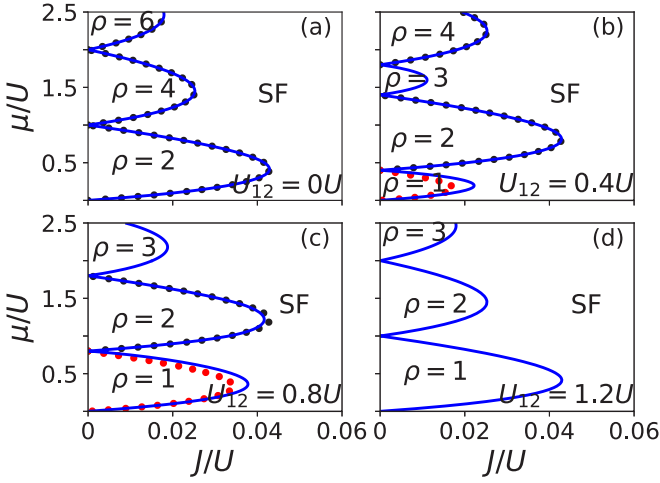 2.5
ρ = 6
(a)
1.5
ρ = 4
SF
μ/U
0.5
ρ = 2
U12 = 0U
ρ = 4
(b)
ρ = 3
SF
ρ = 2
ρ = 1
U12 = 0.4U
2.5
ρ = 3
(c)
1.5
ρ = 2
SF
μ/U
0.5
ρ = 1
U12 = 0.8U
0
0.02
0.04
0.06
J/U
ρ = 3
(d)
ρ = 2
SF
ρ = 1
U12 = 1.2U
0
0.02
0.04
0.06
J/U